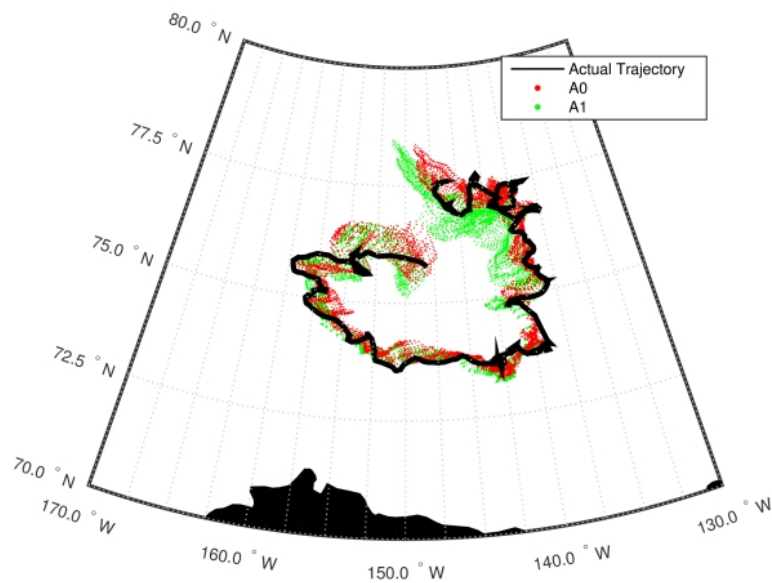 80.0 ° N
Actual Trajectory
A0
A1
77.5 ° N
75.0 ° N
72.5 ° N
70.0 ° N
170.0 ° W
160.0 ° W
150.0 ° W
140.0 ° W
130.0 ° W